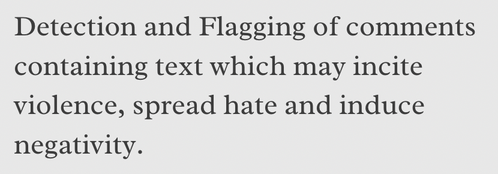 Detection and Flagging of comments
containing text which may incite
violence, spread hate and induce
negativity.